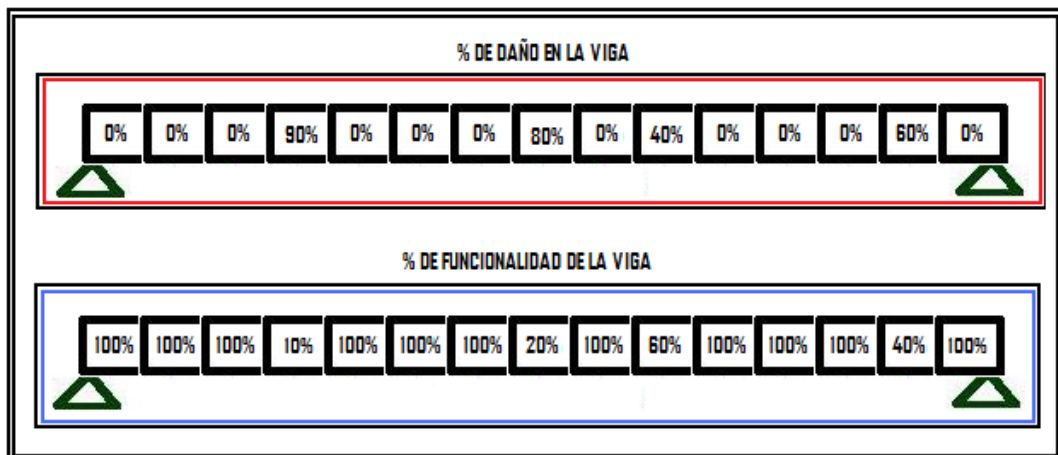 % DE DAÑO EN LA VIGA
0% 0% 0% 90% 0% 0% 0% 80% 0% 40% 0% 0% 0% 60% 0%
% DE FUNCIONALIDAD DE LA VIGA
100% 100% 100% 10% 100% 100% 100% 20% 100% 60% 100% 100% 100% 40% 100%